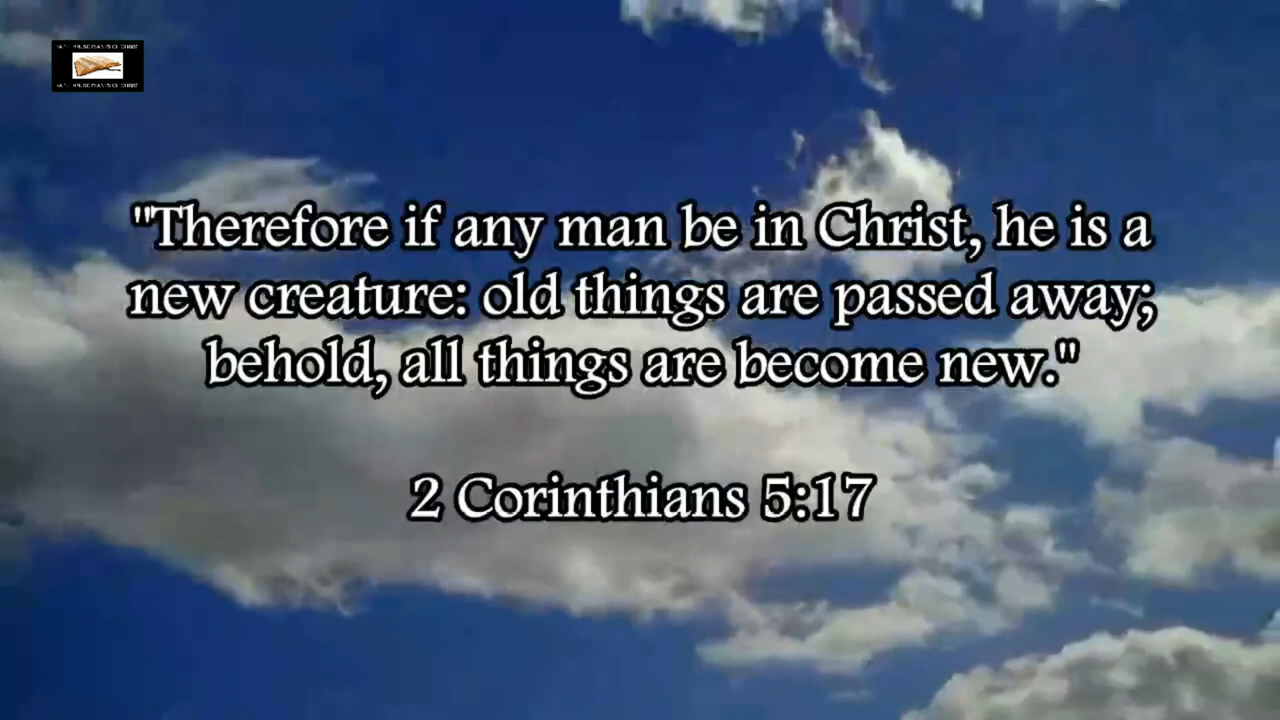 "Therefore if any man be in Christ, he is a
new creature: old things are passed away;
behold, all things are become new."
2 Corinthians 5:17